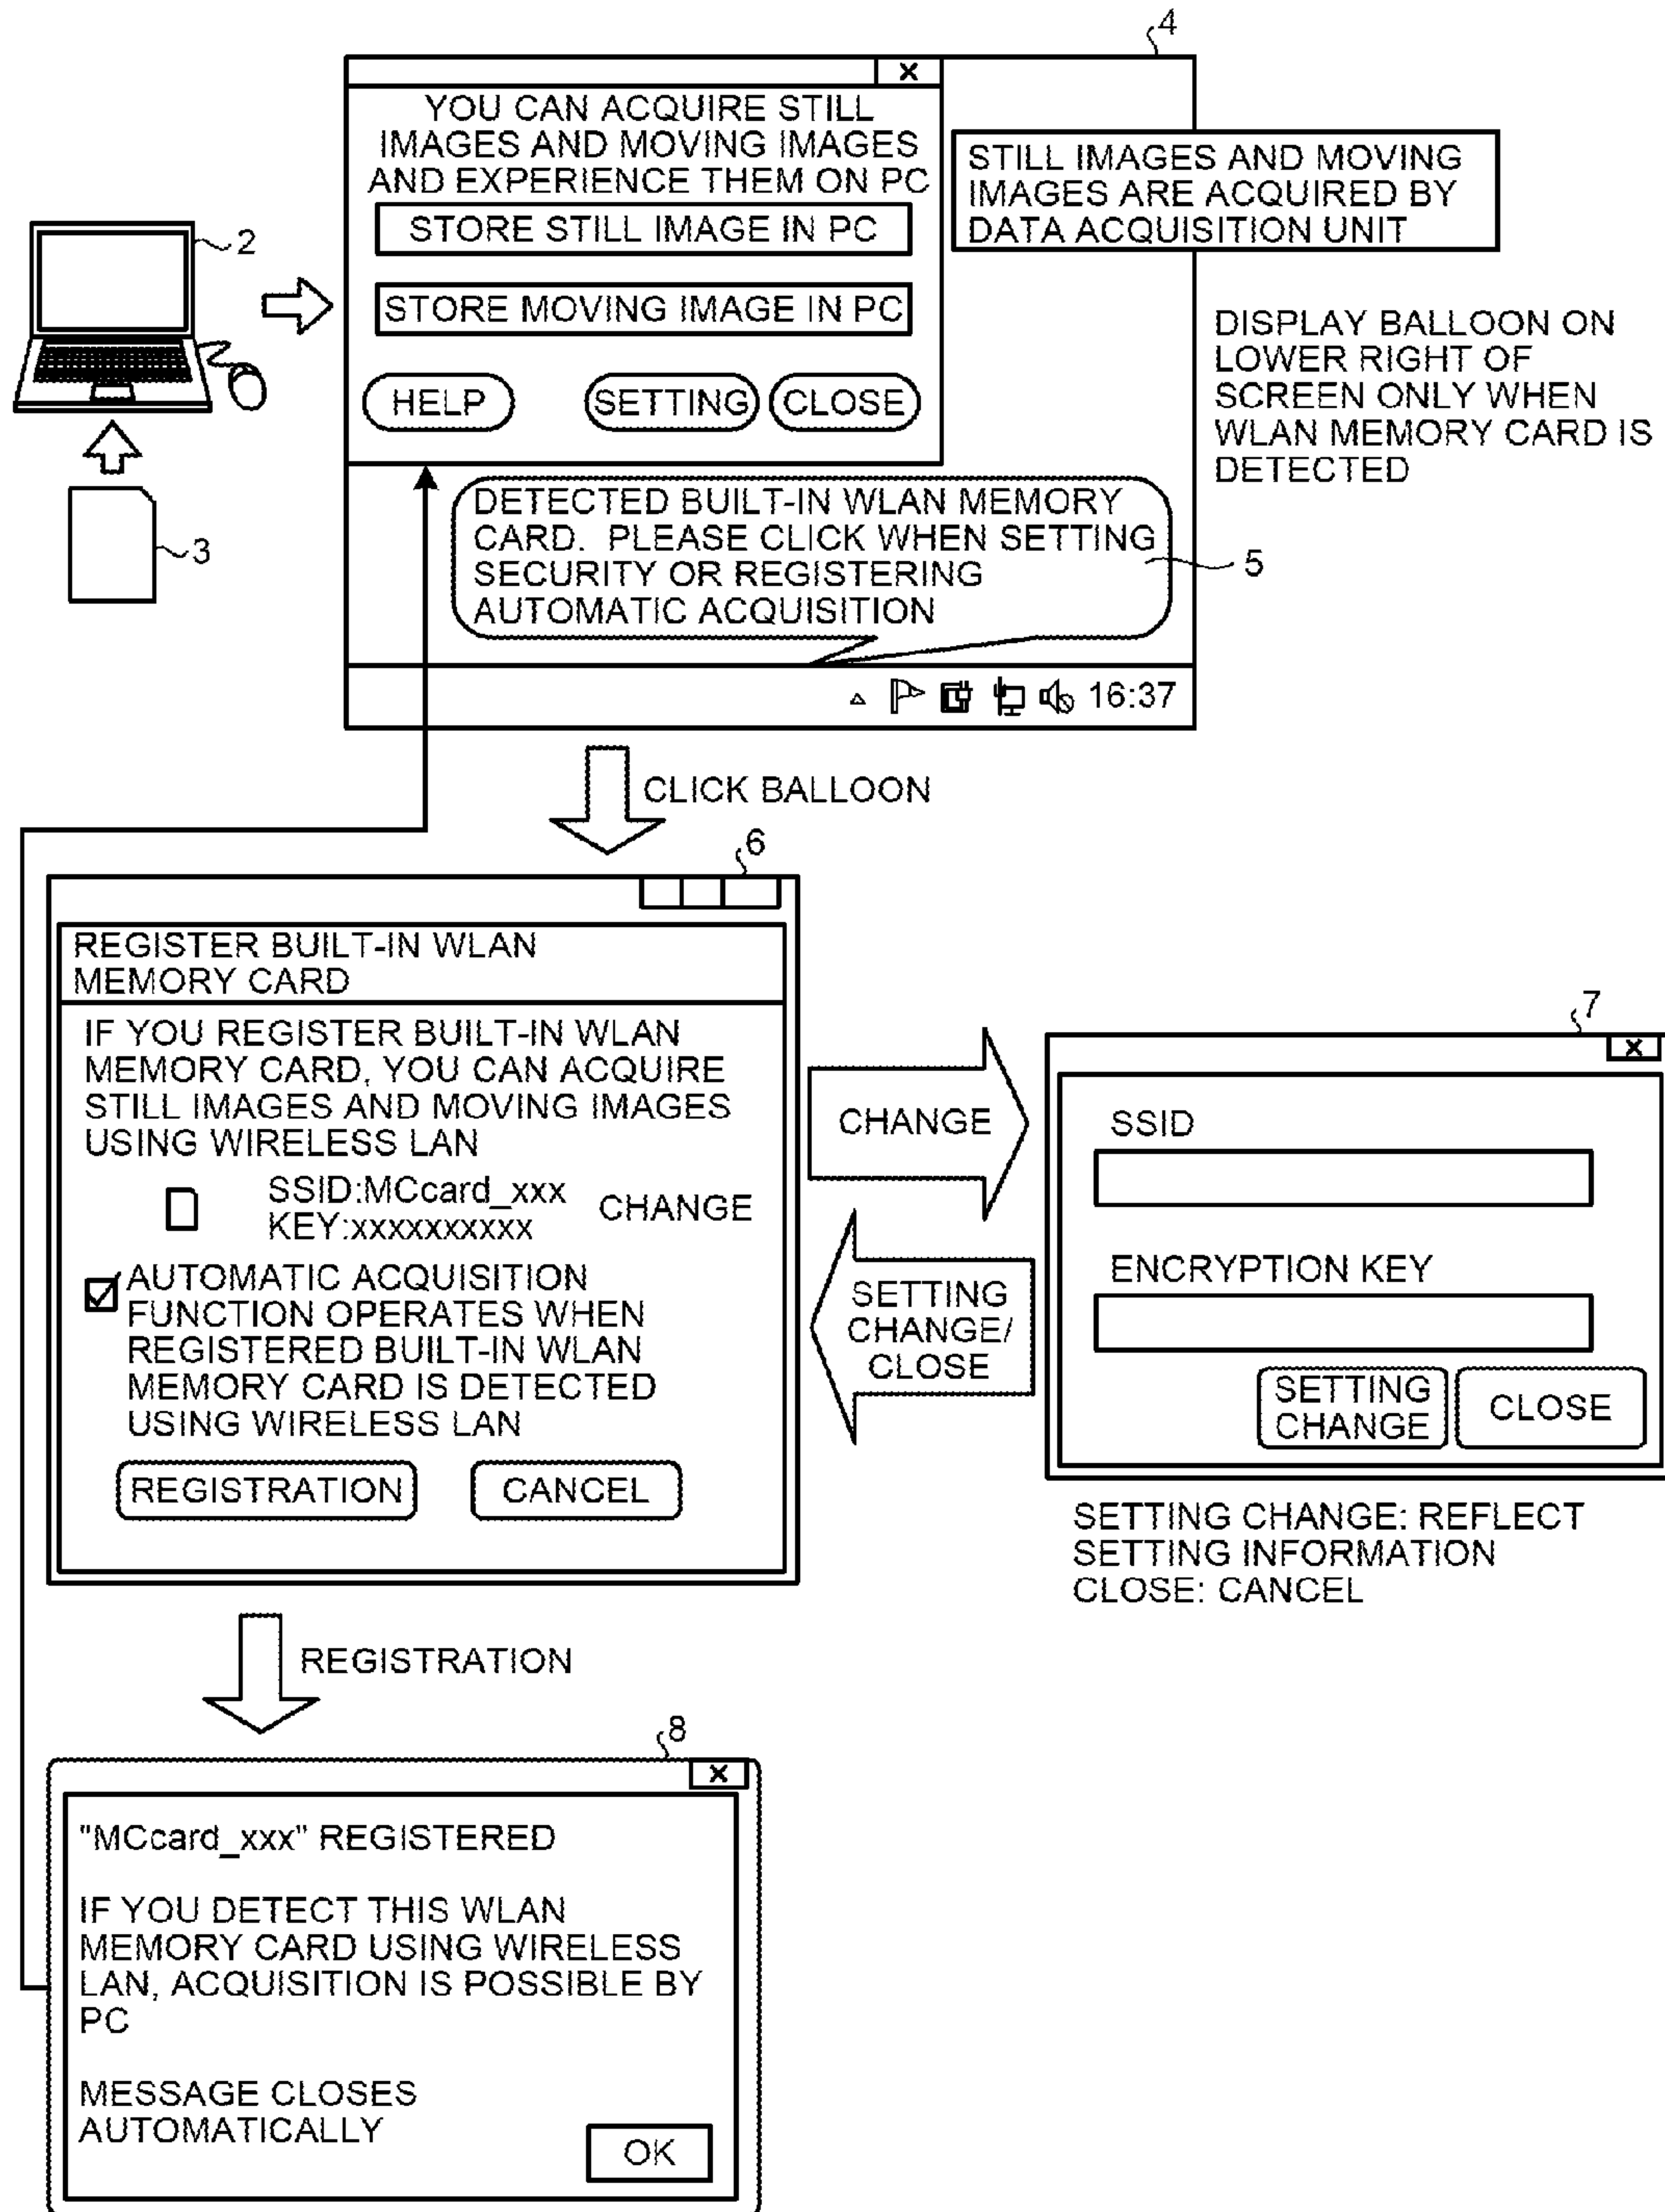 4
X
YOU CAN ACQUIRE STILL
IMAGES AND MOVING IMAGES
AND EXPERIENCE THEM ON PC
STORE STILL IMAGE IN PC
STORE MOVING IMAGE IN PC
HELP
SETTING
CLOSE
STILL IMAGES AND MOVING
IMAGES ARE ACQUIRED BY
DATA ACQUISITION UNIT
2
3
DISPLAY BALLOON ON
LOWER RIGHT OF
SCREEN ONLY WHEN
WLAN MEMORY CARD IS
DETECTED
DETECTED BUILT-IN WLAN MEMORY
CARD. PLEASE CLICK WHEN SETTING
SECURITY OR REGISTERING
AUTOMATIC ACQUISITION
5
16:37
CLICK BALLOON
6
REGISTER BUILT-IN WLAN
MEMORY CARD
IF YOU REGISTER BUILT-IN WLAN
MEMORY CARD, YOU CAN ACQUIRE
STILL IMAGES AND MOVING IMAGES
USING WIRELESS LAN
SSID:MCcard_xxx
KEY:xxxxxxxxxx
CHANGE
AUTOMATIC ACQUISITION
FUNCTION OPERATES WHEN
REGISTERED BUILT-IN WLAN
MEMORY CARD IS DETECTED
USING WIRELESS LAN
REGISTRATION
CANCEL
CHANGE
SETTING
CHANGE/
CLOSE
7
X
SSID
ENCRYPTION KEY
SETTING
CHANGE
CLOSE
SETTING CHANGE: REFLECT
SETTING INFORMATION
CLOSE: CANCEL
REGISTRATION
8
X
"MCcard_xxx" REGISTERED
IF YOU DETECT THIS WLAN
MEMORY CARD USING WIRELESS
LAN, ACQUISITION IS POSSIBLE BY
PC
MESSAGE CLOSES
AUTOMATICALLY
OK